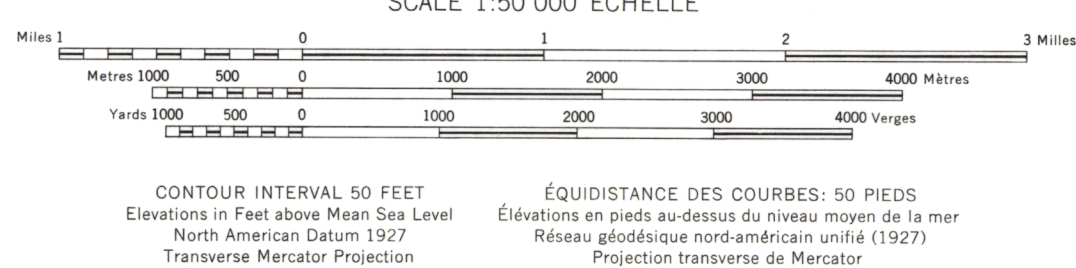 SCALE 1:50 000 ÉCHELLE
Miles 1 0 1 2 3 Milles
Metres 1000 500 0 1000 2000 3000 4000 Mètres
Yards 1000 500 0 1000 2000 3000 4000 Verges
CONTOUR INTERVAL 50 FEET
Elevations in Feet above Mean Sea Level
North American Datum 1927
Transverse Mercator Projection
ÉQUIDISTANCE DES COURBES: 50 PIEDS
Élévations en pieds au-dessus du niveau moyen de la mer
Réseau géodésique nord-américain unifié (1927)
Projection transverse de Mercator